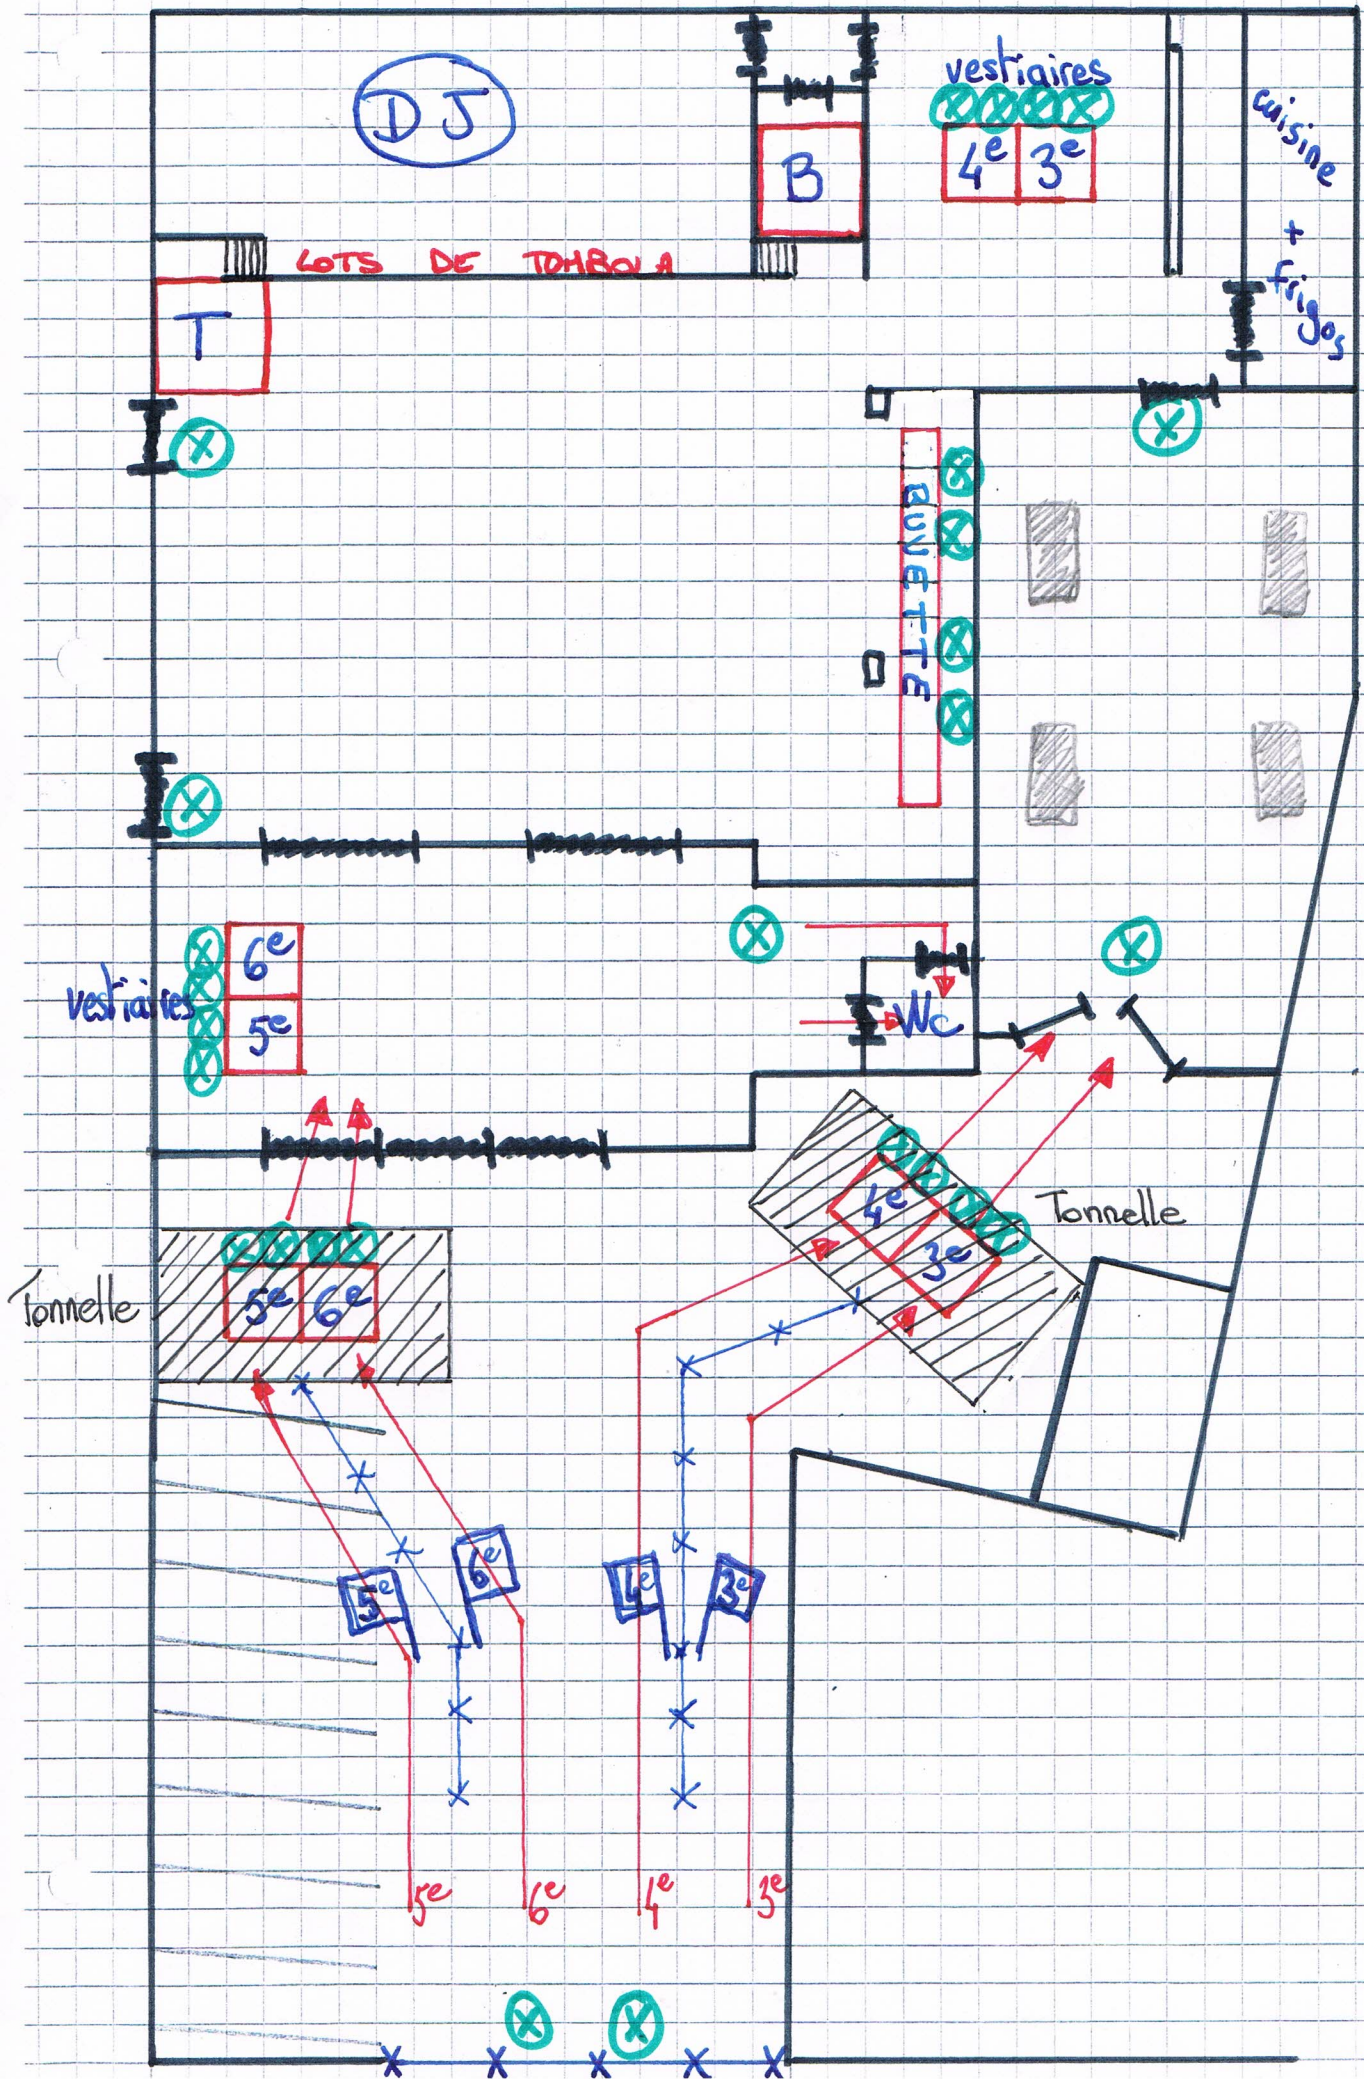 DJ
vestiaires
4e 3e
B
cuisine
+
frigos
LOTS DE TOMBOLA
T
BUVETTE
6e
5e
vestiaires
Wc
4e
3e
Tonnelle
Tonnelle
5e 6e
5e
6e
4e
3e
5e
6e
4e
3e